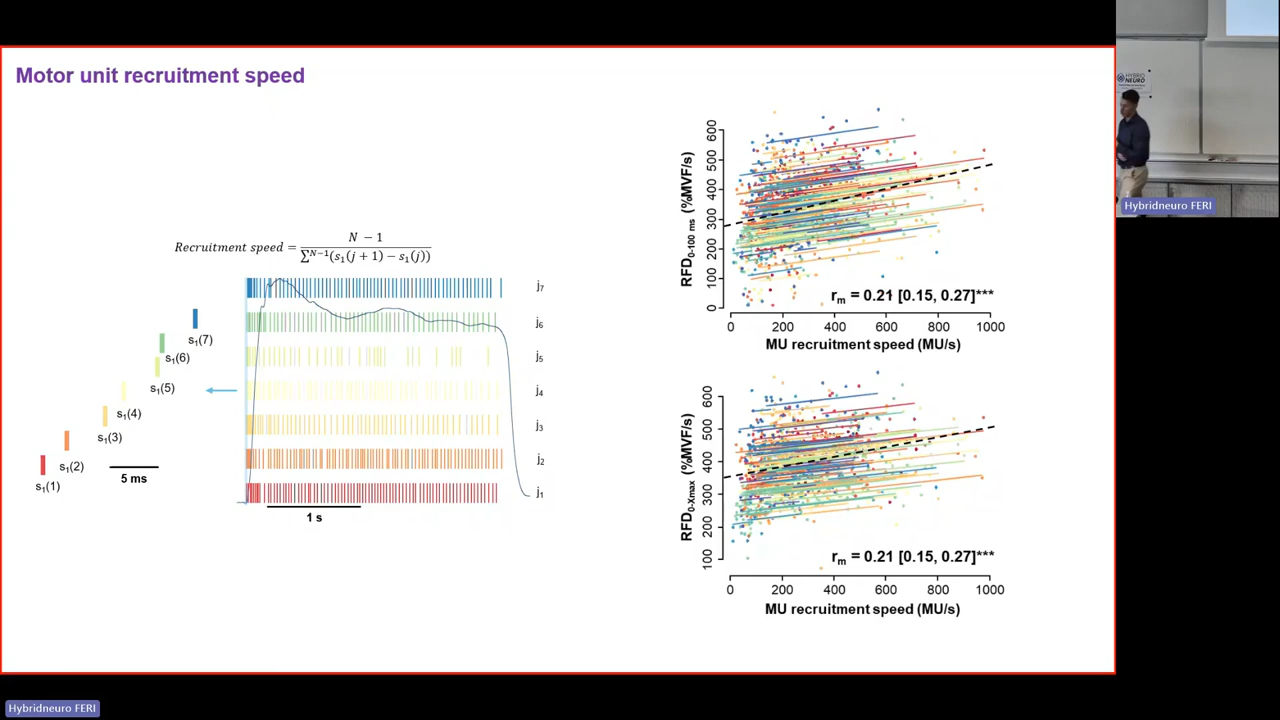 Motor unit recruitment speed
Recruitment speed = N − 1 / ∑ᴺ⁻¹(s₁(j + 1) − s₁(j))
s₁(7)
s₁(6)
s₁(5)
s₁(4)
s₁(3)
s₁(2)
s₁(1)
5 ms
j₇
j₆
j₅
j₄
j₃
j₂
j₁
1 s
RFD₀₋₁₀₀ ms (%MVF/s)
600
500
400
300
200
100
0
rₘ = 0.21 [0.15, 0.27]***
0 200 400 600 800 1000
MU recruitment speed (MU/s)
RFD₀₋Xmax (%MVF/s)
600
500
400
300
200
100
rₘ = 0.21 [0.15, 0.27]***
0 200 400 600 800 1000
MU recruitment speed (MU/s)
HYBRID
NEURO
Hybridneuro FERI
Hybridneuro FERI